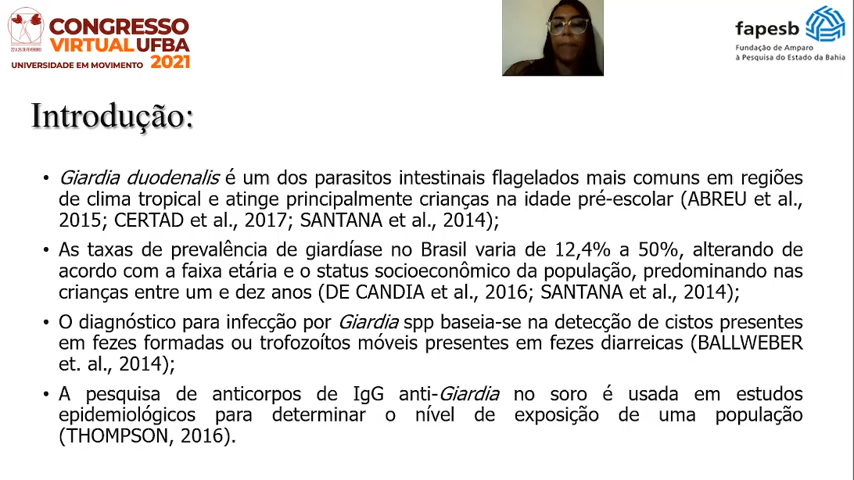 CONGRESSO
VIRTUAL UFBA
UNIVERSIDADE EM MOVIMENTO 2021
fapesb
Fundação de Amparo
à Pesquisa do Estado da Bahia
Introdução:
• Giardia duodenalis é um dos parasitos intestinais flagelados mais comuns em regiões
de clima tropical e atinge principalmente crianças na idade pré-escolar (ABREU et al.,
2015; CERTAD et al., 2017; SANTANA et al., 2014);
• As taxas de prevalência de giardíase no Brasil varia de 12,4% a 50%, alterando de
acordo com a faixa etária e o status socioeconômico da população, predominando nas
crianças entre um e dez anos (DE CANDIA et al., 2016; SANTANA et al., 2014);
• O diagnóstico para infecção por Giardia spp baseia-se na detecção de cistos presentes
em fezes formadas ou trofozoítos móveis presentes em fezes diarreicas (BALLWEBER
et. al., 2014);
• A pesquisa de anticorpos de IgG anti-Giardia no soro é usada em estudos
epidemiológicos para determinar o nível de exposição de uma população
(THOMPSON, 2016).